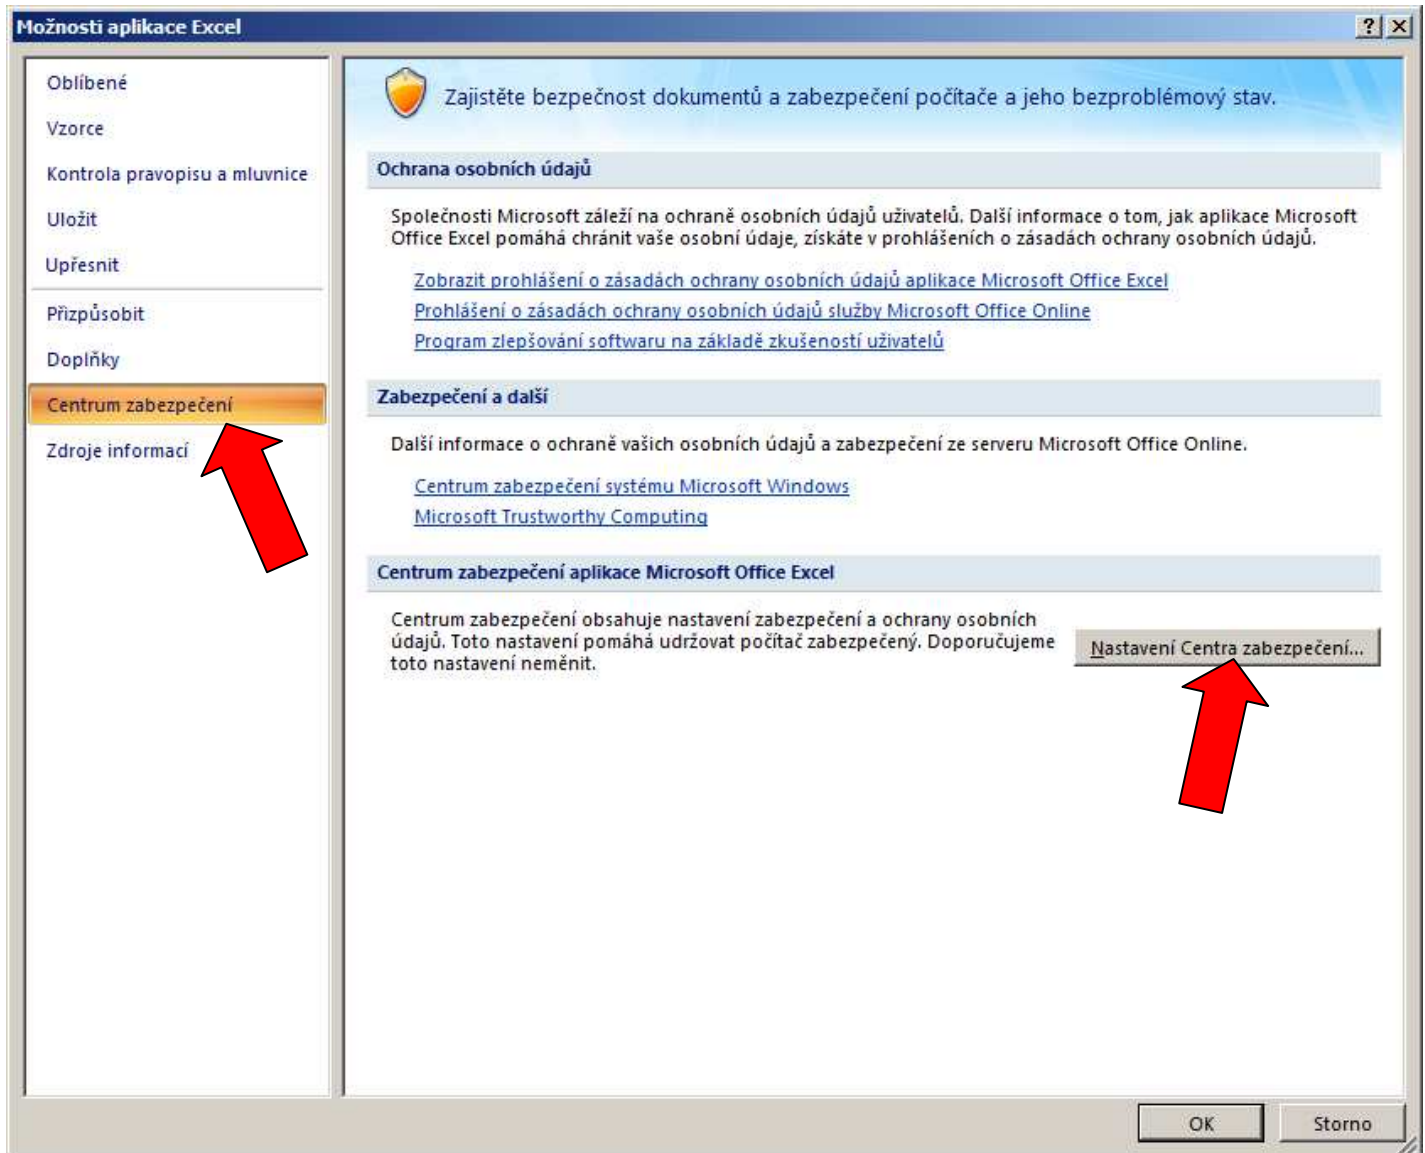 Možnosti aplikace Excel
Oblíbené
Vzorce
Kontrola pravopisu a mluvnice
Uložit
Upřesnit
Přizpůsobit
Doplňky
Centrum zabezpečení
Zdroje informací
Zajistěte bezpečnost dokumentů a zabezpečení počítače a jeho bezproblémový stav.
Ochrana osobních údajů
Společnosti Microsoft záleží na ochraně osobních údajů uživatelů. Další informace o tom, jak aplikace Microsoft
Office Excel pomáhá chránit vaše osobní údaje, získáte v prohlášeních o zásadách ochrany osobních údajů.
Zobrazit prohlášení o zásadách ochrany osobních údajů aplikace Microsoft Office Excel
Prohlášení o zásadách ochrany osobních údajů služby Microsoft Office Online
Program zlepšování softwaru na základě zkušeností uživatelů
Zabezpečení a další
Další informace o ochraně vašich osobních údajů a zabezpečení ze serveru Microsoft Office Online.
Centrum zabezpečení systému Microsoft Windows
Microsoft Trustworthy Computing
Centrum zabezpečení aplikace Microsoft Office Excel
Centrum zabezpečení obsahuje nastavení zabezpečení a ochrany osobních
údajů. Toto nastavení pomáhá udržovat počítač zabezpečený. Doporučujeme
toto nastavení neměnit.
Nastavení Centra zabezpečení...
OK
Storno